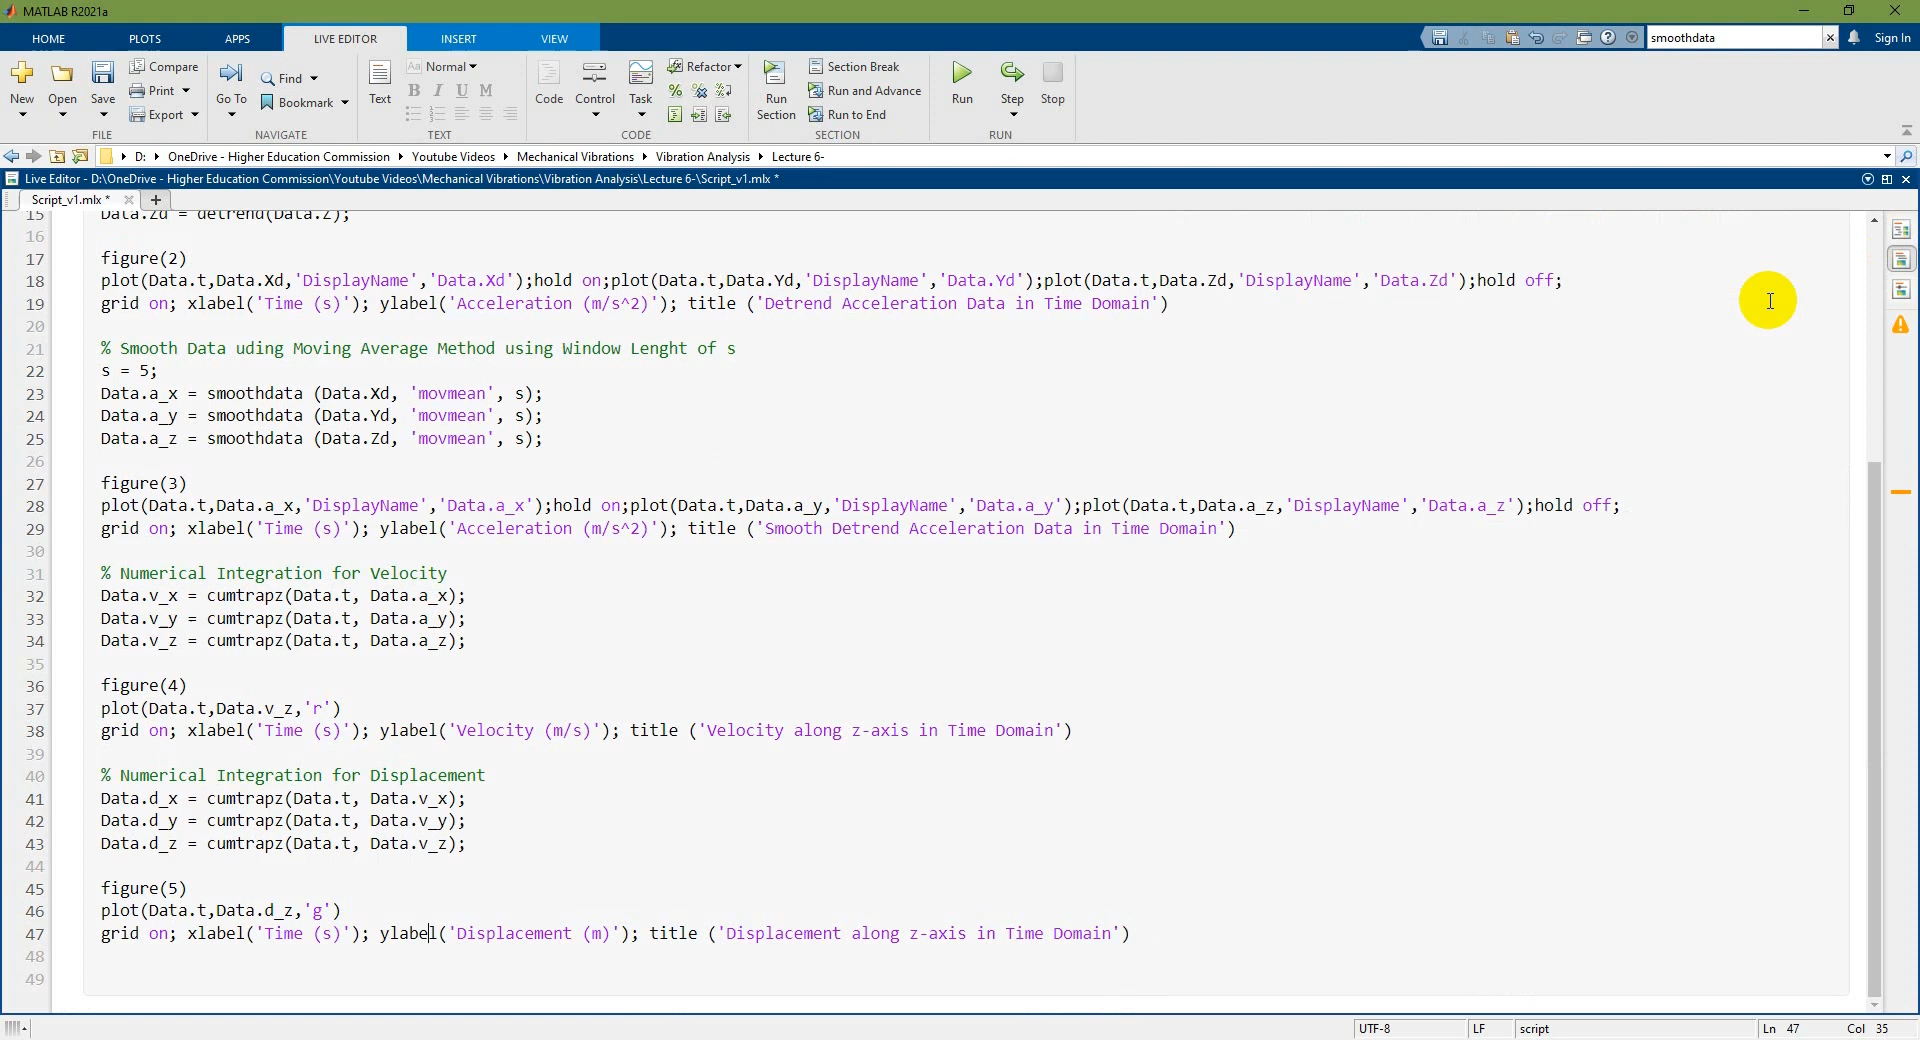 MATLAB R2021a
HOME PLOTS APPS LIVE EDITOR INSERT VIEW smoothdata Sign In
New Open Save Compare Print Export Go To Find Bookmark Text Aa Normal B I U M Code Control Task Refactor Run Section Section Break Run and Advance Run to End Run Step Stop
FILE NAVIGATE TEXT CODE SECTION RUN
D: OneDrive - Higher Education Commission Youtube Videos Mechanical Vibrations Vibration Analysis Lecture 6-
Live Editor - D:\OneDrive - Higher Education Commission\Youtube Videos\Mechanical Vibrations\Vibration Analysis\Lecture 6-\Script_v1.mlx *
Script_v1.mlx *
15 Data.Zd = detrend(Data.Z);
16
17 figure(2)
18 plot(Data.t,Data.Xd,'DisplayName','Data.Xd');hold on;plot(Data.t,Data.Yd,'DisplayName','Data.Yd');plot(Data.t,Data.Zd,'DisplayName','Data.Zd');hold off;
19 grid on; xlabel('Time (s)'); ylabel('Acceleration (m/s^2)'); title ('Detrend Acceleration Data in Time Domain')
20
21 % Smooth Data uding Moving Average Method using Window Lenght of s
22 s = 5;
23 Data.a_x = smoothdata (Data.Xd, 'movmean', s);
24 Data.a_y = smoothdata (Data.Yd, 'movmean', s);
25 Data.a_z = smoothdata (Data.Zd, 'movmean', s);
26
27 figure(3)
28 plot(Data.t,Data.a_x,'DisplayName','Data.a_x');hold on;plot(Data.t,Data.a_y,'DisplayName','Data.a_y');plot(Data.t,Data.a_z,'DisplayName','Data.a_z');hold off;
29 grid on; xlabel('Time (s)'); ylabel('Acceleration (m/s^2)'); title ('Smooth Detrend Acceleration Data in Time Domain')
30
31 % Numerical Integration for Velocity
32 Data.v_x = cumtrapz(Data.t, Data.a_x);
33 Data.v_y = cumtrapz(Data.t, Data.a_y);
34 Data.v_z = cumtrapz(Data.t, Data.a_z);
35
36 figure(4)
37 plot(Data.t,Data.v_z,'r')
38 grid on; xlabel('Time (s)'); ylabel('Velocity (m/s)'); title ('Velocity along z-axis in Time Domain')
39
40 % Numerical Integration for Displacement
41 Data.d_x = cumtrapz(Data.t, Data.v_x);
42 Data.d_y = cumtrapz(Data.t, Data.v_y);
43 Data.d_z = cumtrapz(Data.t, Data.v_z);
44
45 figure(5)
46 plot(Data.t,Data.d_z,'g')
47 grid on; xlabel('Time (s)'); ylabel('Displacement (m)'); title ('Displacement along z-axis in Time Domain')
48
49
UTF-8 LF script Ln 47 Col 35